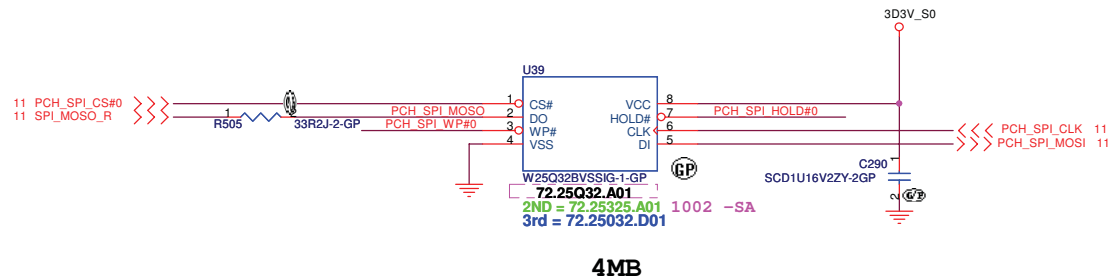 3D3V_S0
U39
11 PCH_SPI_CS#0
1 CS#
VCC 8
11 SPI_MOSO_R
1
R505
2
33R2J-2-GP
PCH_SPI_MOSO
2 DO
HOLD# 7
PCH_SPI_HOLD#0
PCH_SPI_WP#0
3 WP#
CLK 6
PCH_SPI_CLK 11
4 VSS
DI 5
PCH_SPI_MOSI 11
GP
W25Q32BVSSIG-1-GP
C290
1
SCD1U16V2ZY-2GP
2
72.25Q32.A01
2ND = 72.25325.A01 1002 -SA
3rd = 72.25032.D01
4MB